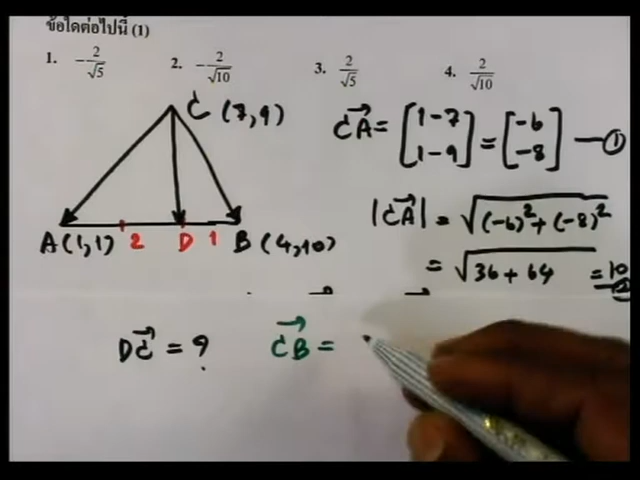 ข้อใดต่อไปนี้ (1)
1. -2/√5 2. -2/√10 3. 2/√5 4. 2/√10
C (7,9)
CA = [1-7 1-9] = [-6 -8] —①
A(1,1) 2 D 1 B (4,10)
|CA| = √(-6)²+(-8)²
= √36+64 = 10
DC = ? CB =